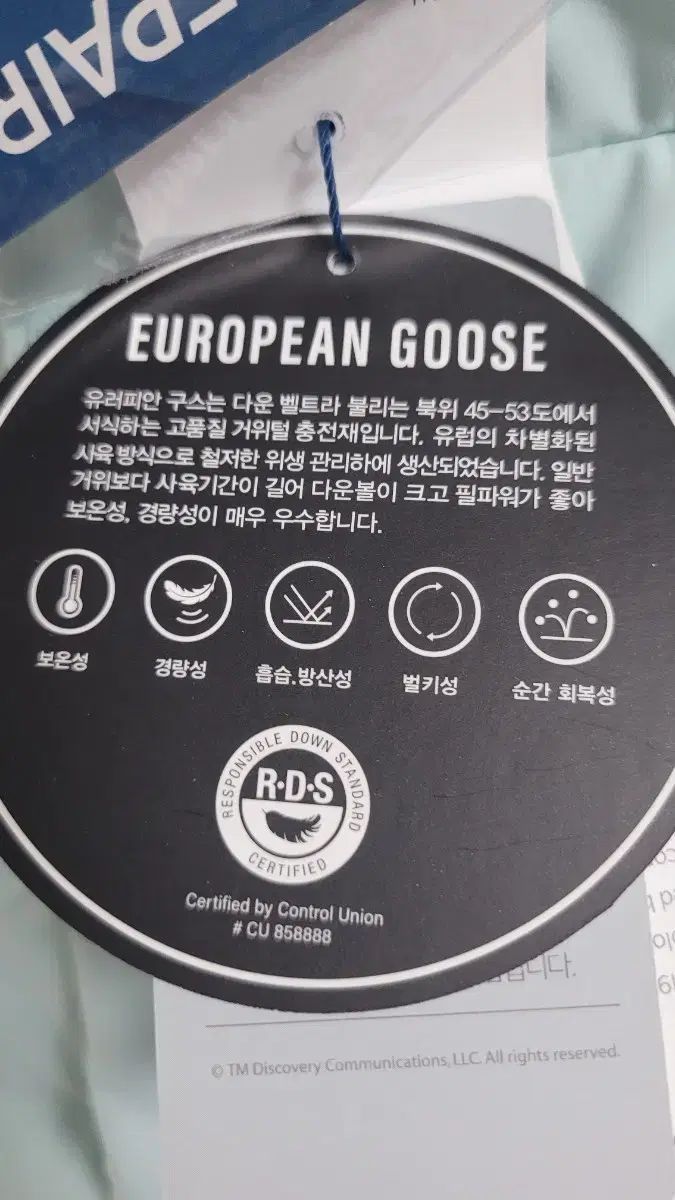 EPAIR
EUROPEAN GOOSE
유러피안 구스는 다운 벨트라 불리는 북위 45-53도에서
서식하는 고품질 거위털 충전재입니다. 유럽의 차별화된
사육방식으로 철저한 위생 관리하에 생산되었습니다. 일반
거위보다 사육기간이 길어 다운볼이 크고 필파워가 좋아
보온성, 경량성이 매우 우수합니다.
보온성
경량성
흡습.방산성
벌키성
순간 회복성
RESPONSIBLE DOWN STANDARD
R·D·S
CERTIFIED
Certified by Control Union
# CU 858888
니다.
© TM Discovery Communications, LLC. All rights reserved.